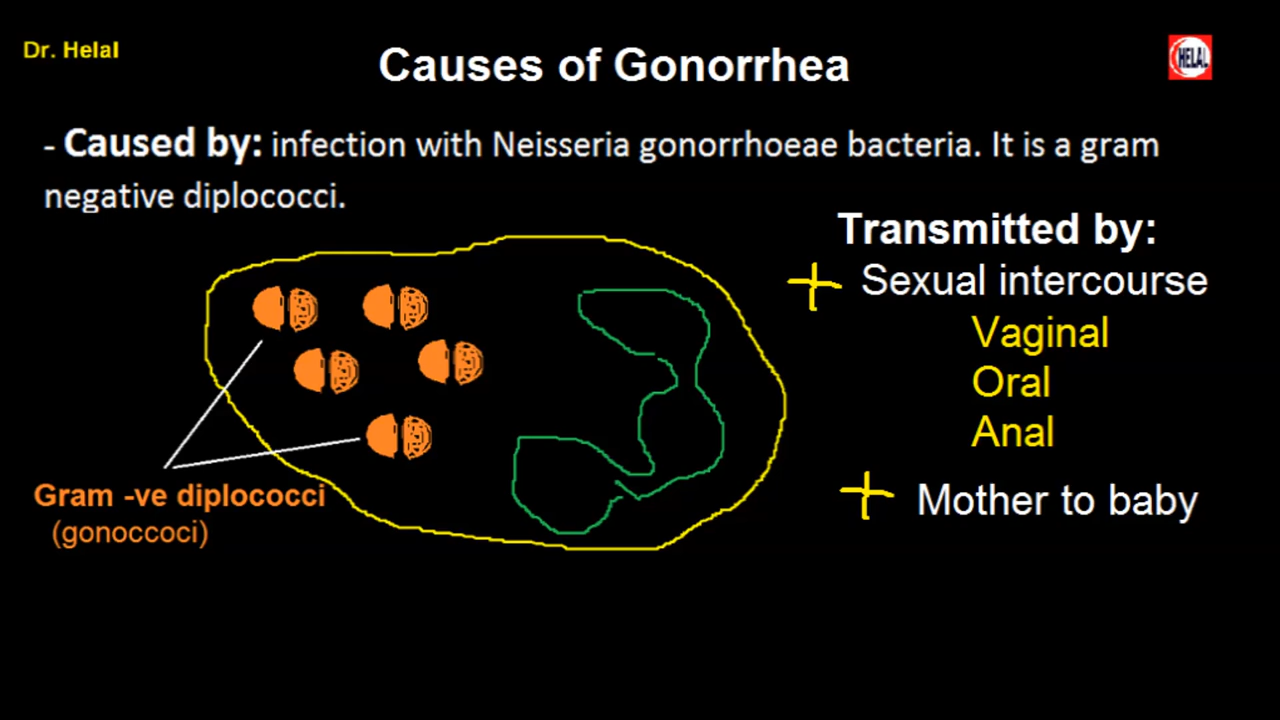 Dr. Helal
Causes of Gonorrhea
HELAL
- Caused by: infection with Neisseria gonorrhoeae bacteria. It is a gram
negative diplococci.
Transmitted by:
Sexual intercourse
Vaginal
Oral
Anal
Mother to baby
Gram -ve diplococci
(gonoccoci)